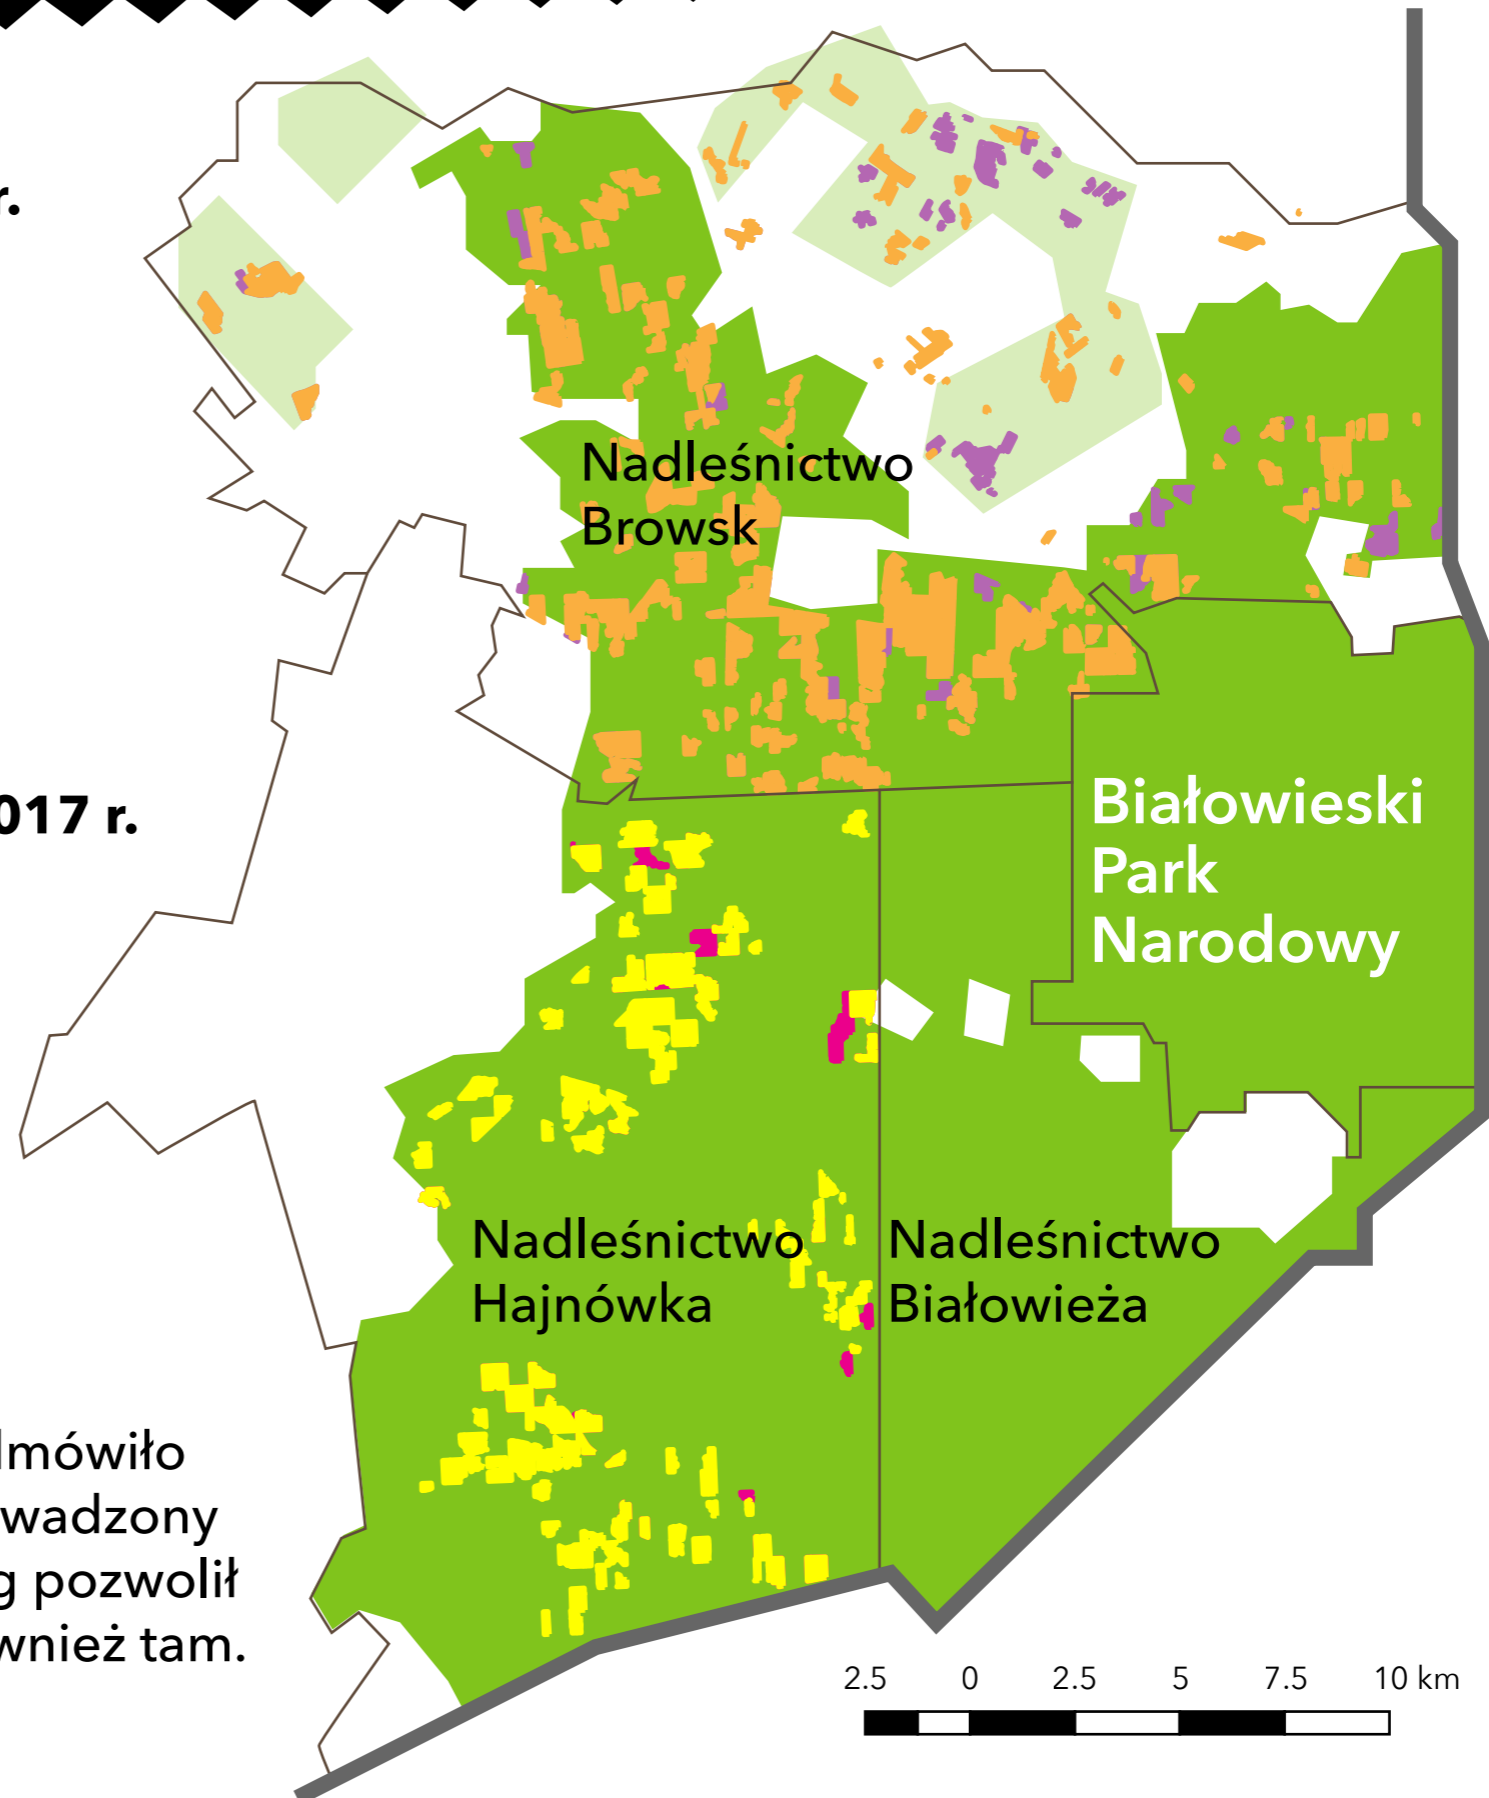 r.
Nadleśnictwo
Browsk
017 r.
Białowieski
Park
Narodowy
Nadleśnictwo
Hajnówka
Nadleśnictwo
Białowieża
lmówiło
wadzony
g pozwolił
wnież tam.
2.5 0 2.5 5 7.5 10 km